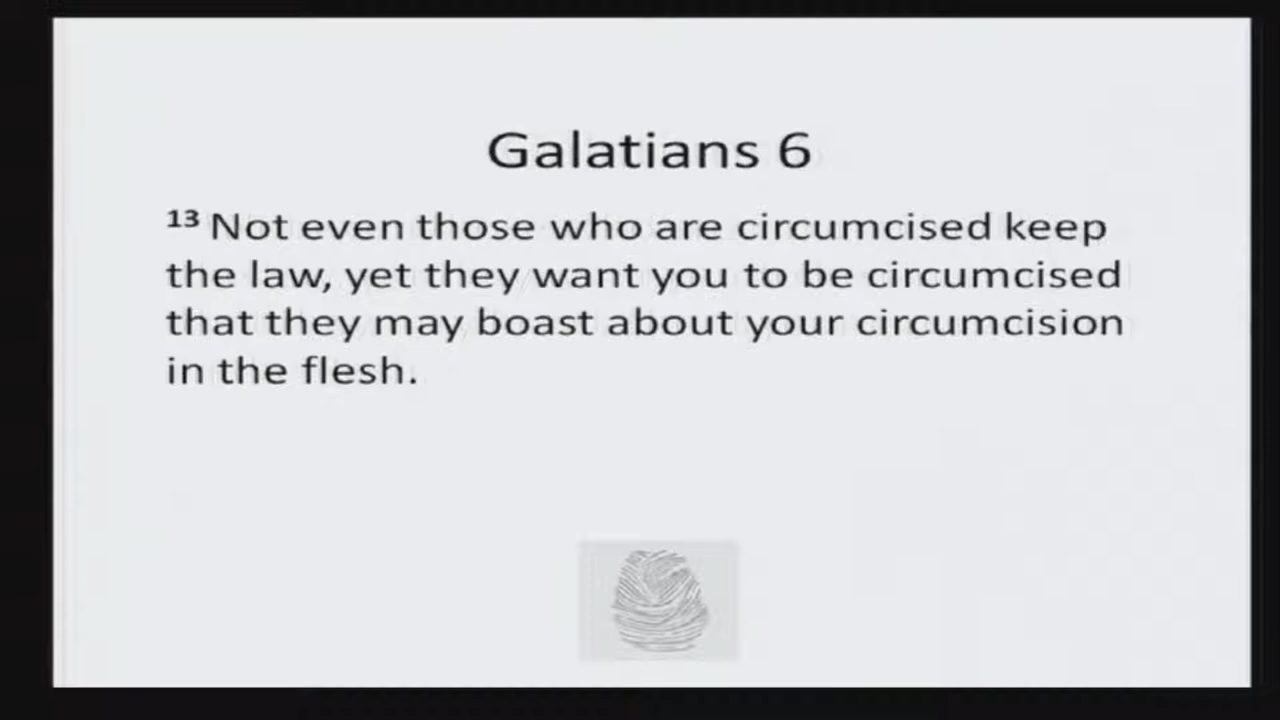 Galatians 6
13 Not even those who are circumcised keep
the law, yet they want you to be circumcised
that they may boast about your circumcision
in the flesh.